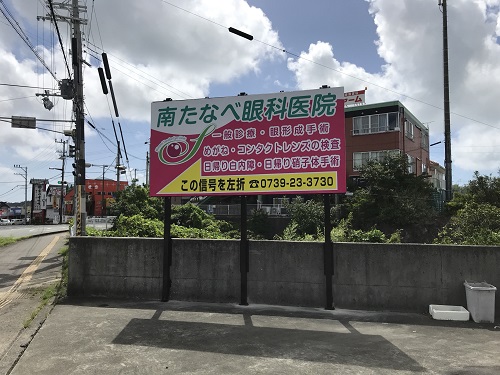 南たなべ眼科医院
一般診療・眼形成手術
めがね・コンタクトレンズの検査
日帰り白内障・日帰り硝子体手術
この信号を左折 ☎0739-23-3730